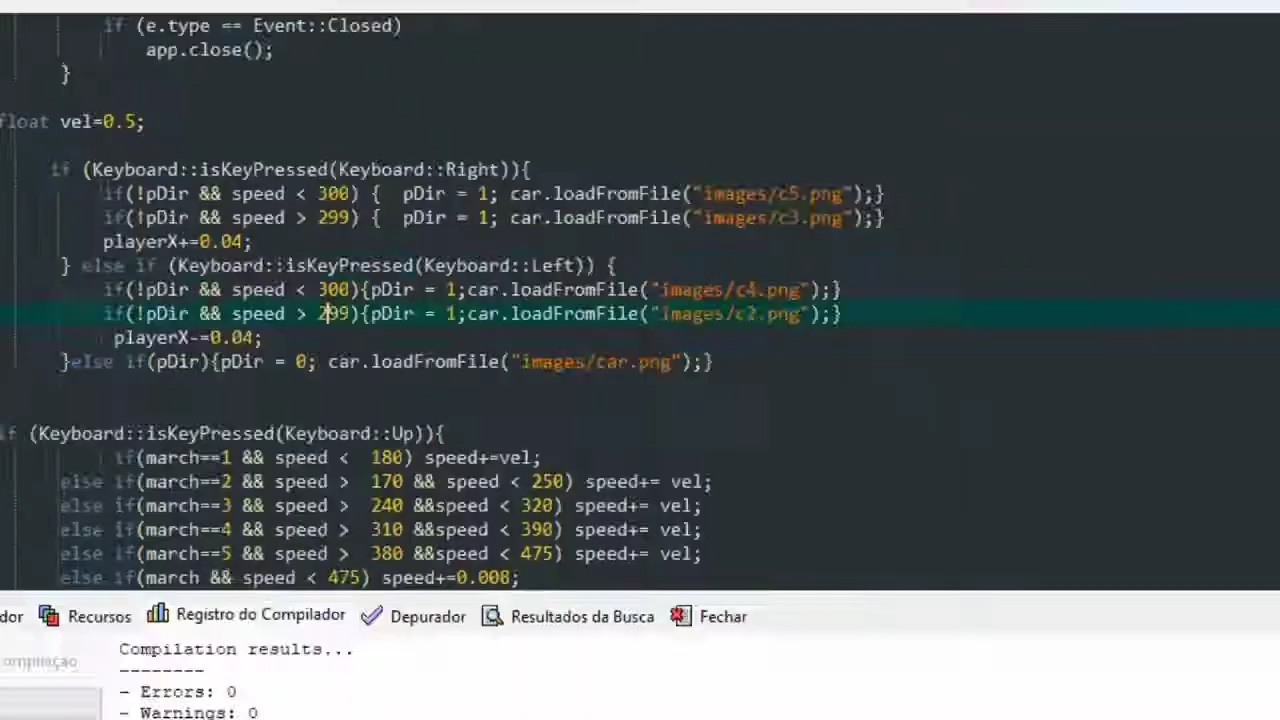 if (e.type == Event::Closed)
app.close();
}
float vel=0.5;
if (Keyboard::isKeyPressed(Keyboard::Right)){
if(!pDir && speed < 300) {  pDir = 1; car.loadFromFile("images/c5.png");}
if(!pDir && speed > 299) {  pDir = 1; car.loadFromFile("images/c3.png");}
playerX+=0.04;
} else if (Keyboard::isKeyPressed(Keyboard::Left)) {
if(!pDir && speed < 300){pDir = 1;car.loadFromFile("images/c4.png");}
if(!pDir && speed > 299){pDir = 1;car.loadFromFile("images/c2.png");}
playerX-=0.04;
}else if(pDir){pDir = 0; car.loadFromFile("images/car.png");}
if (Keyboard::isKeyPressed(Keyboard::Up)){
if(march==1 && speed <  180) speed+=vel;
else if(march==2 && speed >  170 && speed < 250) speed+= vel;
else if(march==3 && speed >  240 &&speed < 320) speed+= vel;
else if(march==4 && speed >  310 &&speed < 390) speed+= vel;
else if(march==5 && speed >  380 &&speed < 475) speed+= vel;
else if(march && speed < 475) speed+=0.008;
dor Recursos Registro do Compilador Depurador Resultados da Busca Fechar
ompilação
Compilation results...
--------
- Errors: 0
- Warnings: 0